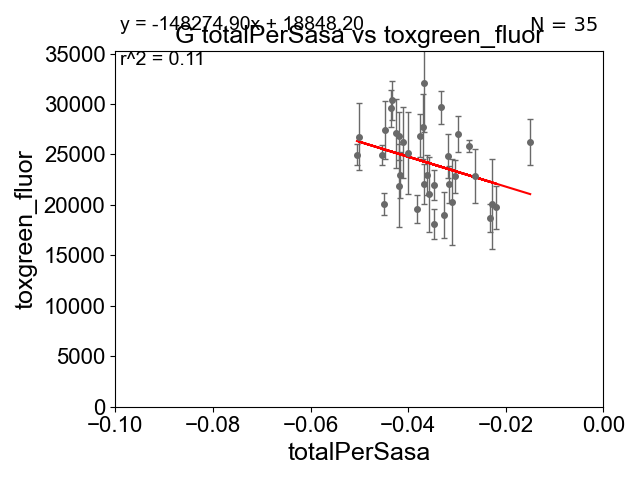 y = -148274.90x + 18848.20
N = 35
G totalPerSasa vs toxgreen_fluor
r^2 = 0.11
35000
30000
25000
20000
15000
10000
5000
0
toxgreen_fluor
−0.10 −0.08 −0.06 −0.04 −0.02 0.00
totalPerSasa